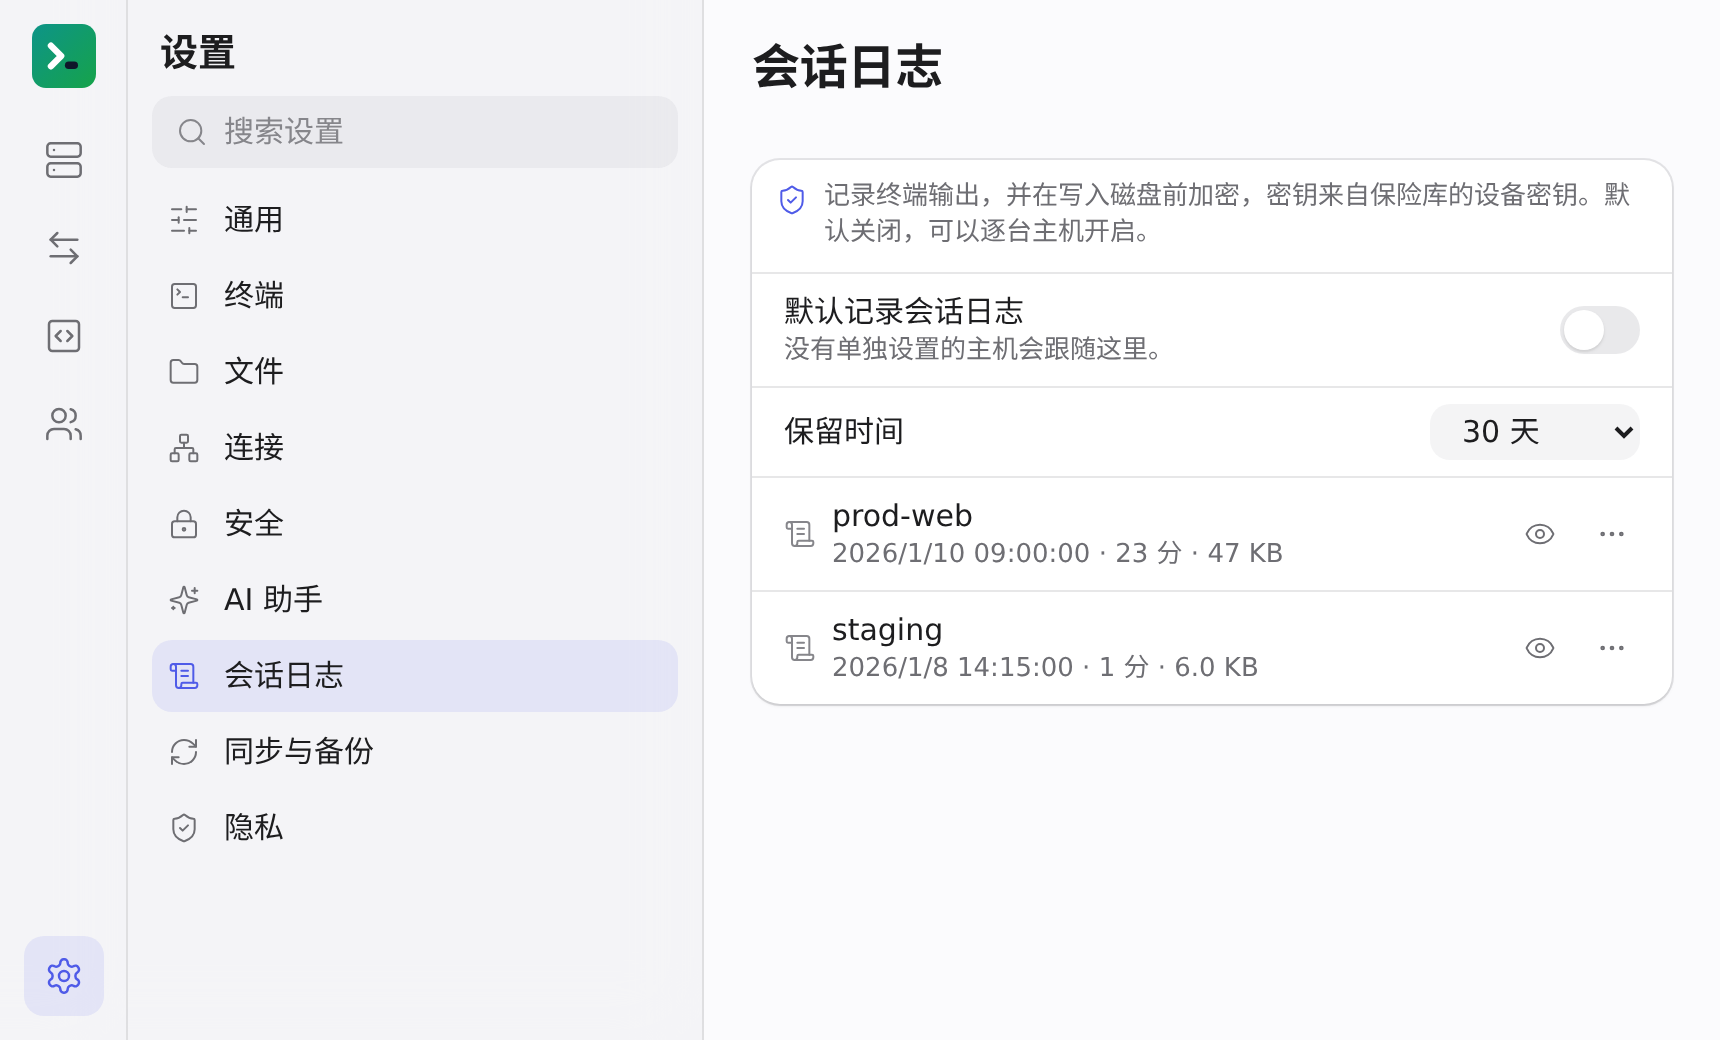 设置
搜索设置
通用
终端
文件
连接
安全
AI 助手
会话日志
同步与备份
隐私
会话日志
记录终端输出，并在写入磁盘前加密，密钥来自保险库的设备密钥。默
认关闭，可以逐台主机开启。
默认记录会话日志
没有单独设置的主机会跟随这里。
保留时间
30 天
prod-web
2026/1/10 09:00:00 · 23 分 · 47 KB
staging
2026/1/8 14:15:00 · 1 分 · 6.0 KB